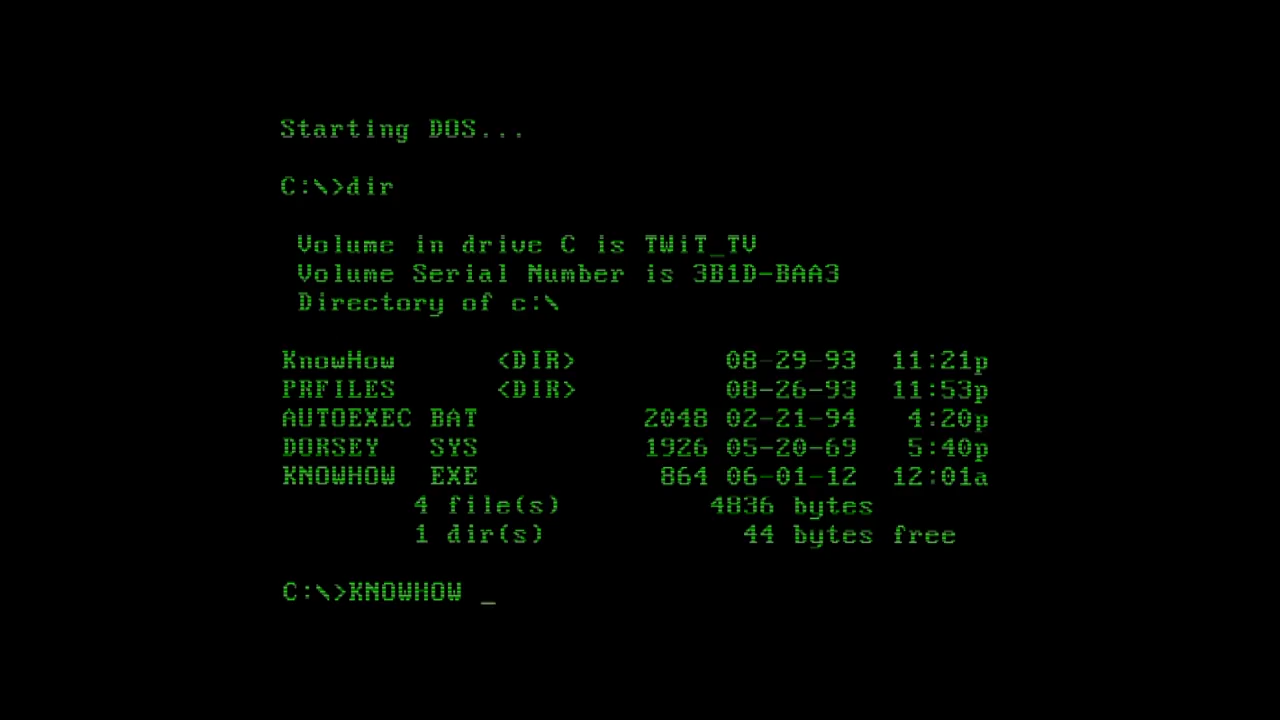 Starting DOS...
C:\>dir
Volume in drive C is TWiT_TV
Volume Serial Number is 3B1D-BAA3
Directory of c:\
KnowHow <DIR> 08-29-93 11:21p
PRFILES <DIR> 08-26-93 11:53p
AUTOEXEC BAT 2048 02-21-94 4:20p
DORSEY SYS 1926 05-20-69 5:40p
KNOWHOW EXE 864 06-01-12 12:01a
4 file(s) 4836 bytes
1 dir(s) 44 bytes free
C:\>KNOWHOW _